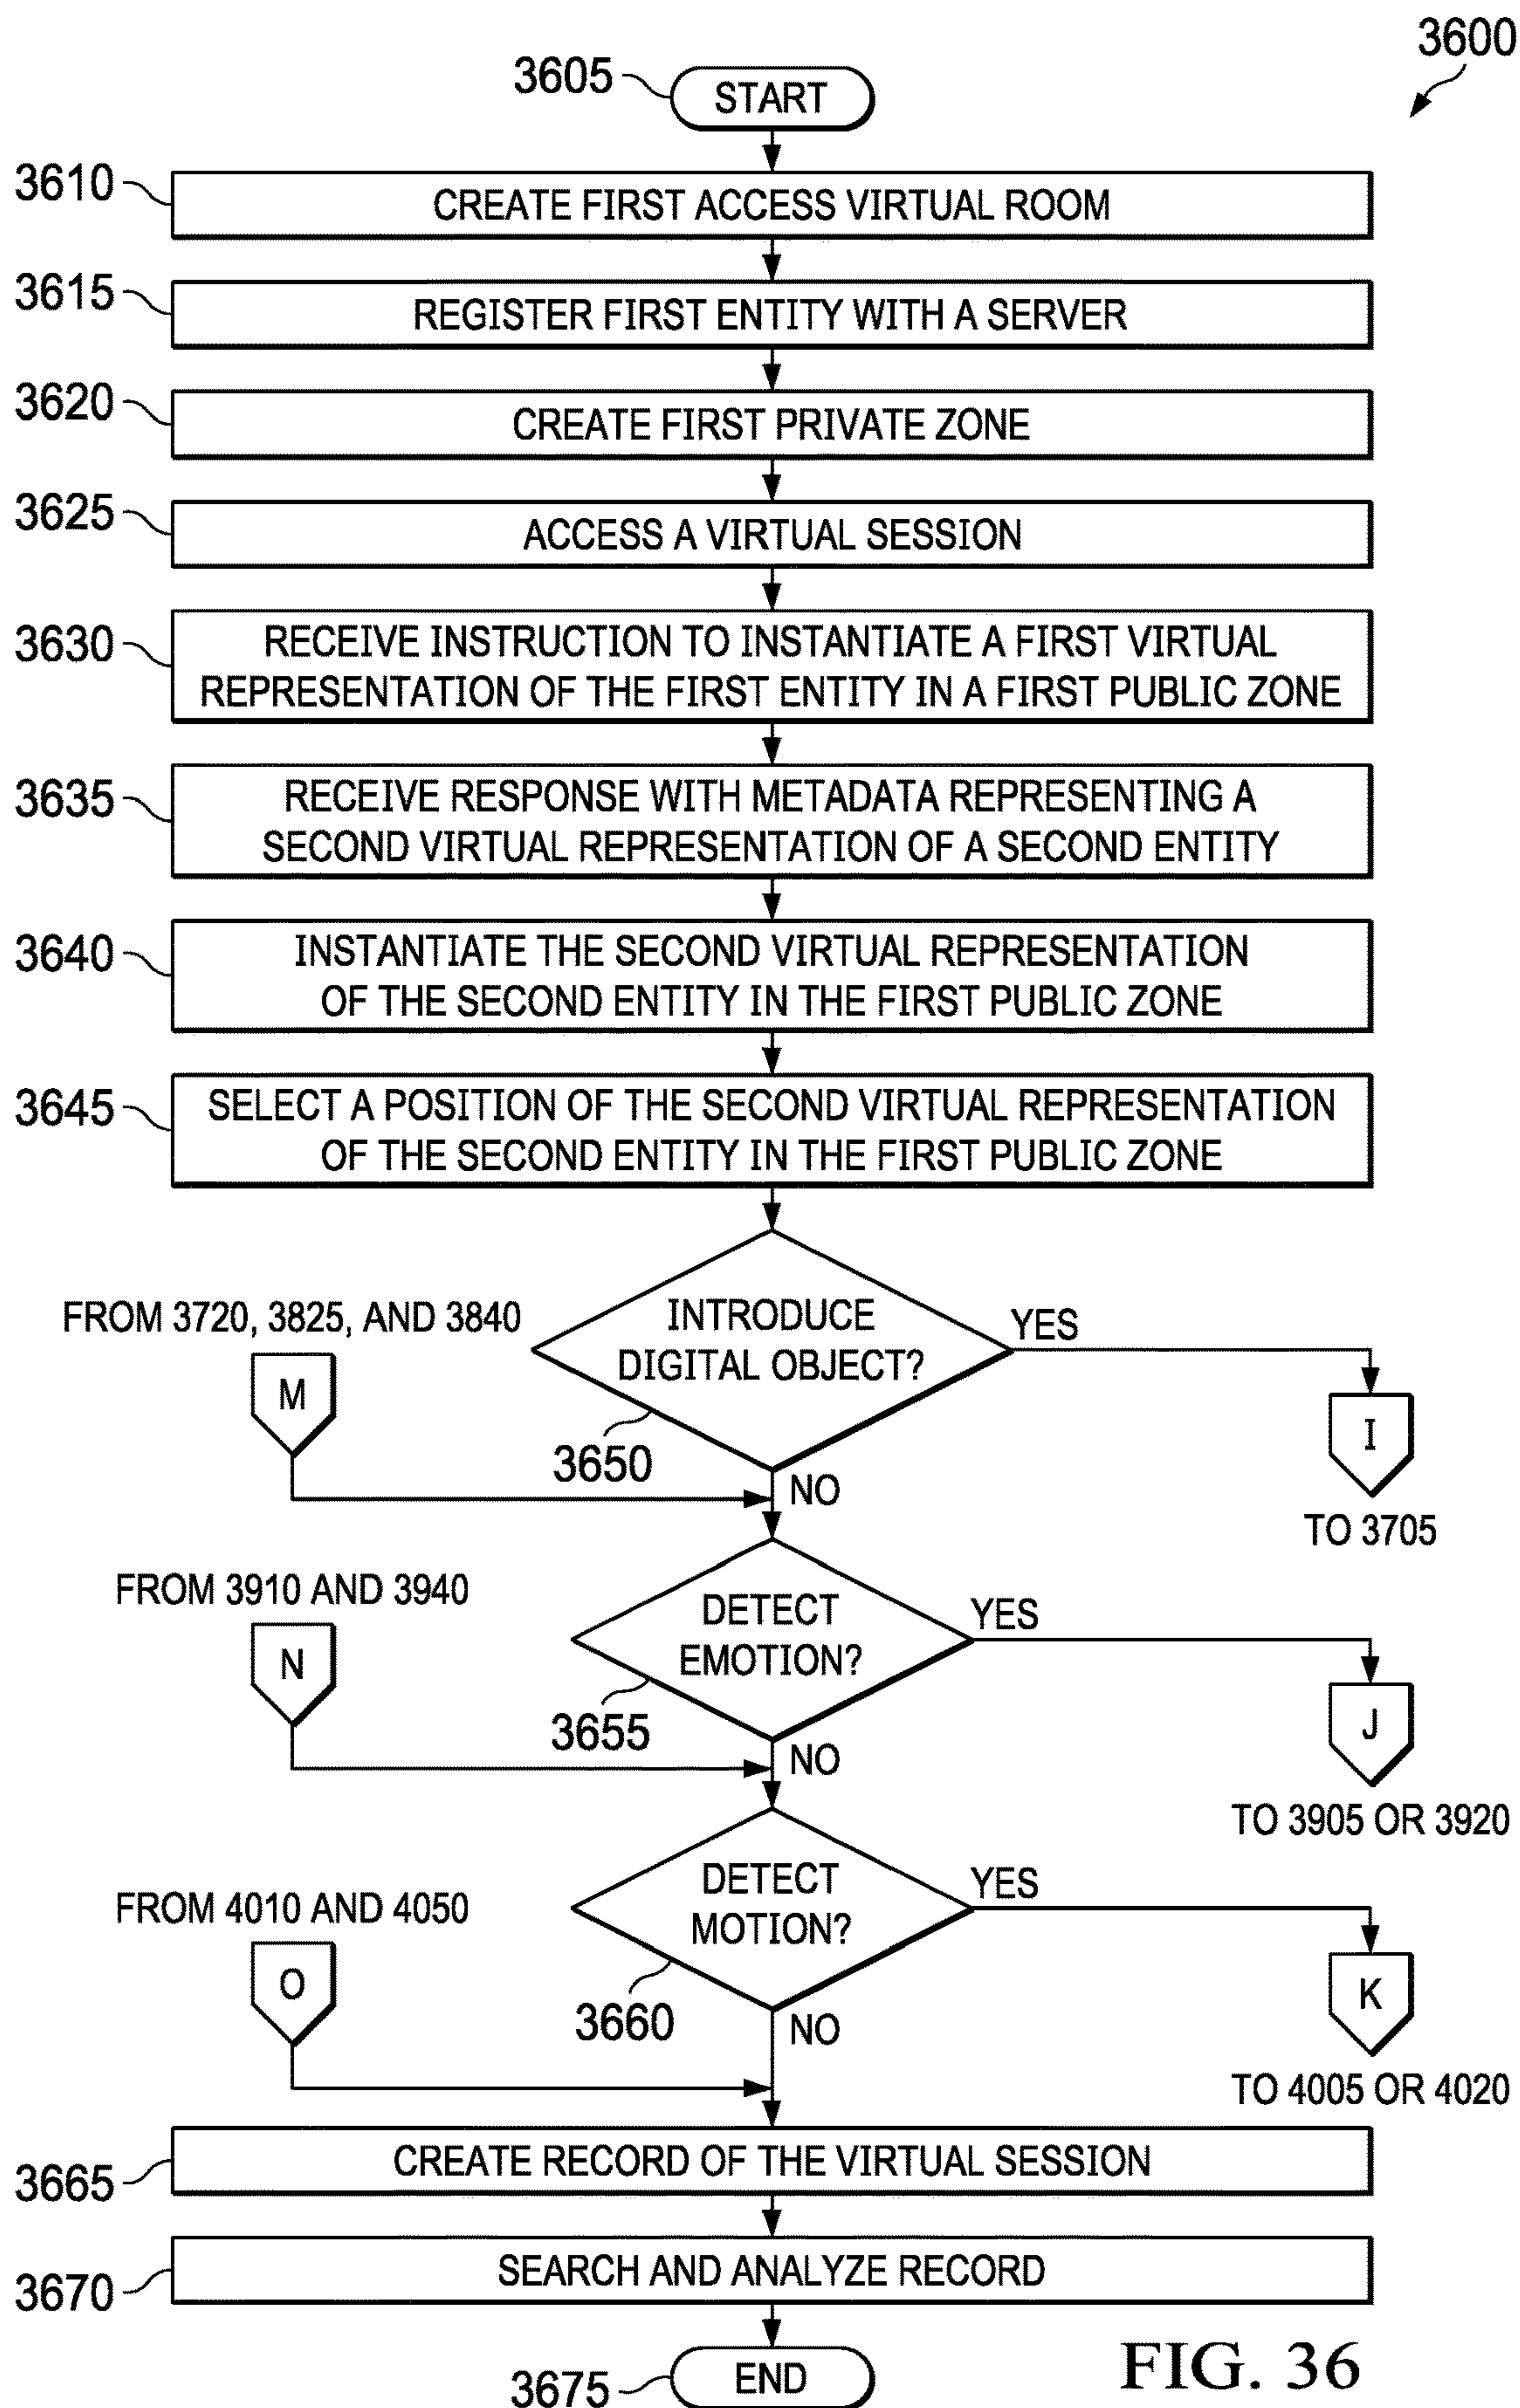 3600
3605
START
3610
CREATE FIRST ACCESS VIRTUAL ROOM
3615
REGISTER FIRST ENTITY WITH A SERVER
3620
CREATE FIRST PRIVATE ZONE
3625
ACCESS A VIRTUAL SESSION
3630
RECEIVE INSTRUCTION TO INSTANTIATE A FIRST VIRTUAL
REPRESENTATION OF THE FIRST ENTITY IN A FIRST PUBLIC ZONE
3635
RECEIVE RESPONSE WITH METADATA REPRESENTING A
SECOND VIRTUAL REPRESENTATION OF A SECOND ENTITY
3640
INSTANTIATE THE SECOND VIRTUAL REPRESENTATION
OF THE SECOND ENTITY IN THE FIRST PUBLIC ZONE
3645
SELECT A POSITION OF THE SECOND VIRTUAL REPRESENTATION
OF THE SECOND ENTITY IN THE FIRST PUBLIC ZONE
FROM 3720, 3825, AND 3840
M
INTRODUCE
DIGITAL OBJECT?
3650
YES
I
TO 3705
NO
FROM 3910 AND 3940
N
DETECT
EMOTION?
3655
YES
J
TO 3905 OR 3920
NO
FROM 4010 AND 4050
O
DETECT
MOTION?
3660
YES
K
TO 4005 OR 4020
NO
3665
CREATE RECORD OF THE VIRTUAL SESSION
3670
SEARCH AND ANALYZE RECORD
3675
END
FIG. 36